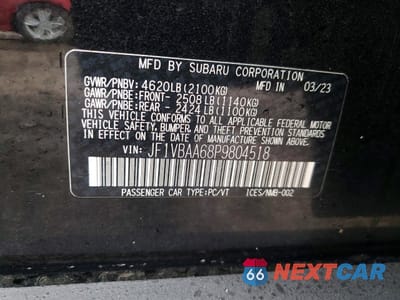 MFD BY SUBARU CORPORATION
GVWR/PNBV: 4620LB(2100KG) 03/23
GAWR/PNBE:FRONT- 2508LB(1140KG)
GAWR/PNBE:REAR - 2424LB(1100KG)
THIS VEHICLE CONFORMS TO ALL APPLICABLE FEDERAL MOTOR
VEHICLE SAFETY, BUMPER, AND THEFT PREVENTION STANDARDS
IN EFFECT ON THE DATE OF MANUFACTURE SHOWN ABOVE.
VIN: JF1VBAA68P9804518
PASSENGER CAR TYPE:PC/VT ICES/NMB-002
66 NEXTCAR